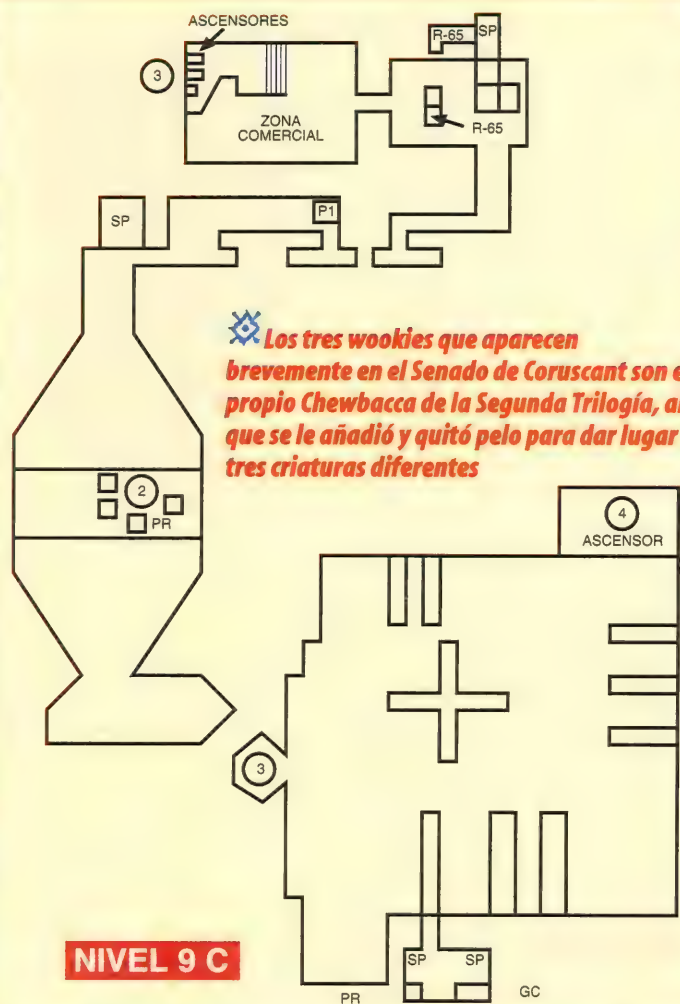 ASCENSORES
3
ZONA
COMERCIAL
R-65
SP
R-65
SP
P1
Los tres wookies que aparecen
brevemente en el Senado de Coruscant son
propio Chewbacca de la Segunda Trilogía,
que se le añadió y quitó pelo para dar lugar
tres criaturas diferentes
2
PR
4
ASCENSOR
3
NIVEL 9 C
SP
SP
PR
GC